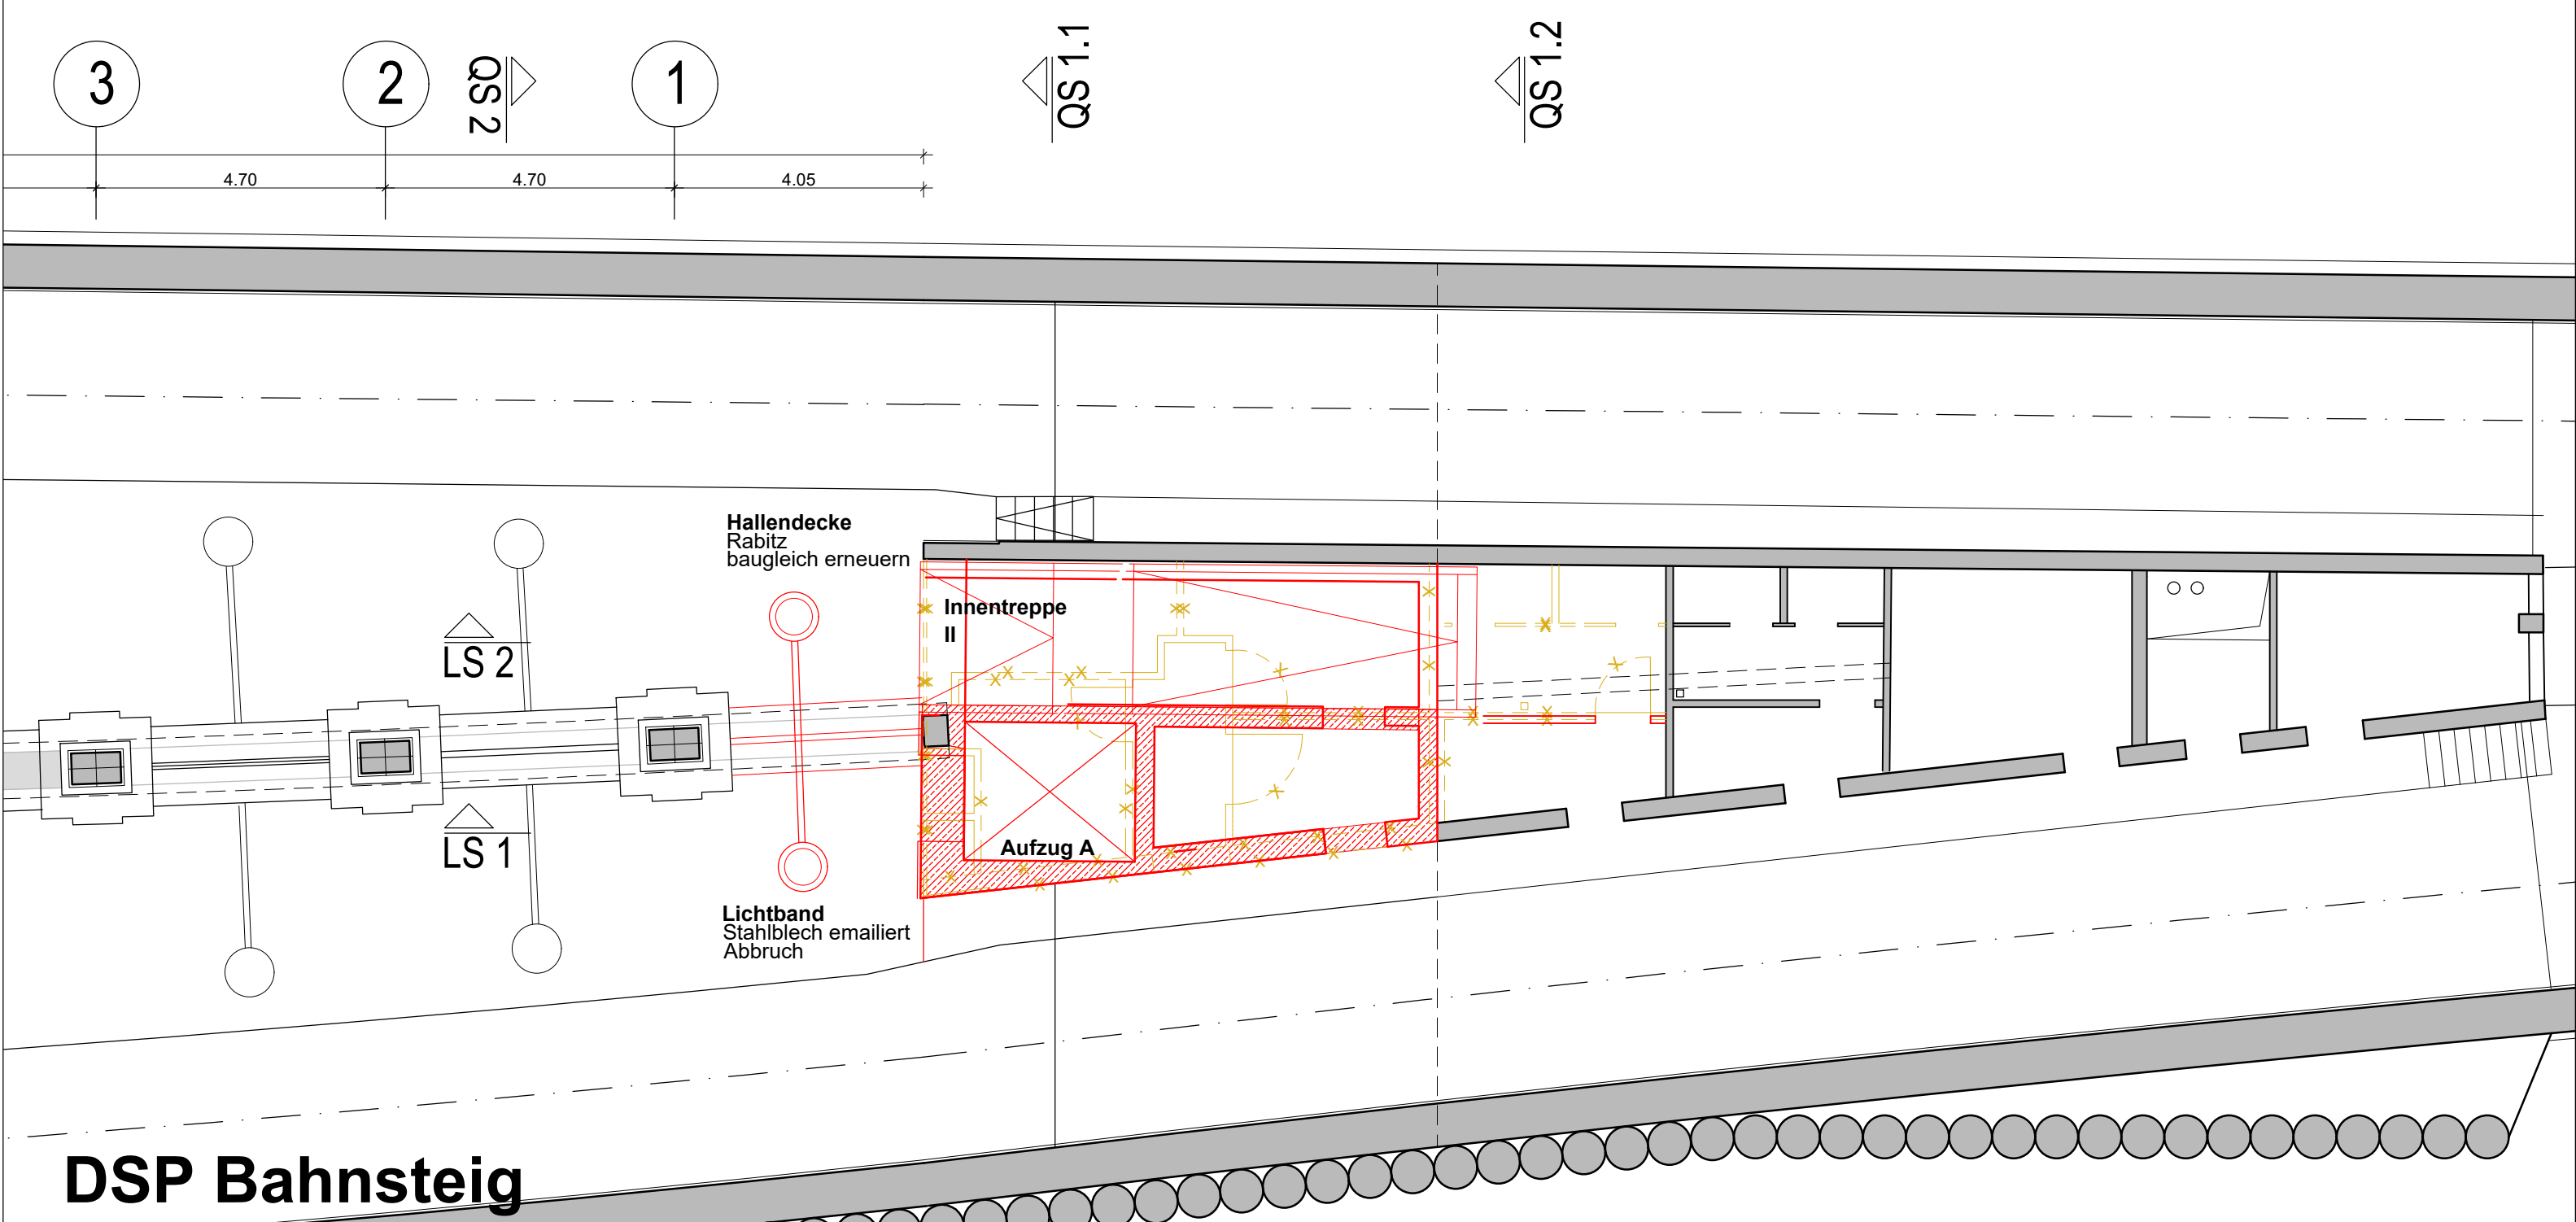 3
2
QS 2
1
QS 1.1
QS 1.2
4.70
4.70
4.05
Hallendecke
Rabitz
baugleich erneuern
Innentreppe
II
LS 2
LS 1
Aufzug A
Lichtband
Stahlblech emailiert
Abbruch
DSP Bahnsteig